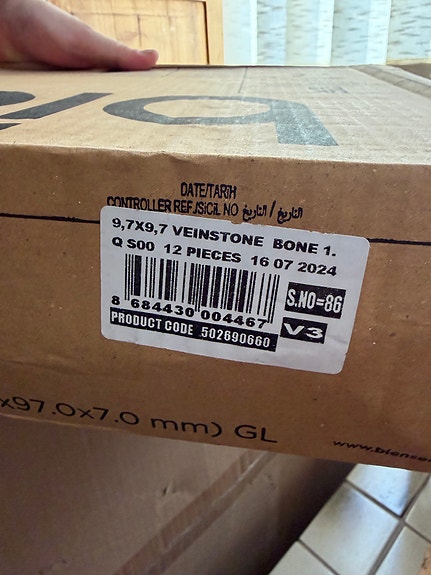 DATE/TARİH
CONTROLLER REF./SİCİL NO التاريخ / التاريخ
9,7X9,7 VEINSTONE BONE 1.
Q S00 12 PIECES 16 07 2024
S.NO=86
8 684430 004467
V3
PRODUCT CODE 502690660
x97.0x7.0 mm) GL
www.biense